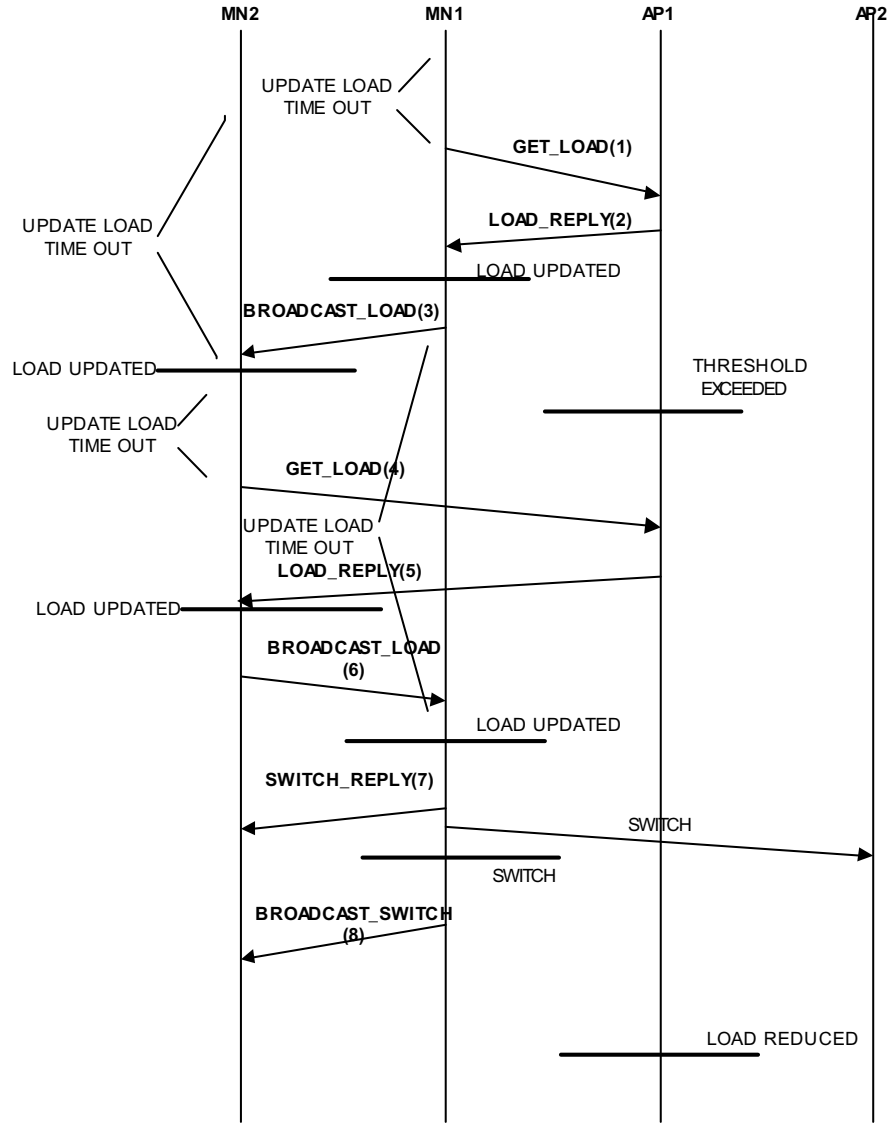 MN2 MN1 AP1 AP2
UPDATE LOAD
TIME OUT
GET_LOAD(1)
UPDATE LOAD
TIME OUT
LOAD_REPLY(2)
LOAD UPDATED
BROADCAST_LOAD(3)
LOAD UPDATED
THRESHOLD
EXCEEDED
UPDATE LOAD
TIME OUT
GET_LOAD(4)
UPDATE LOAD
TIME OUT
LOAD_REPLY(5)
LOAD UPDATED
BROADCAST_LOAD
(6)
LOAD UPDATED
SWITCH_REPLY(7)
SWITCH
SWITCH
BROADCAST_SWITCH
(8)
LOAD REDUCED